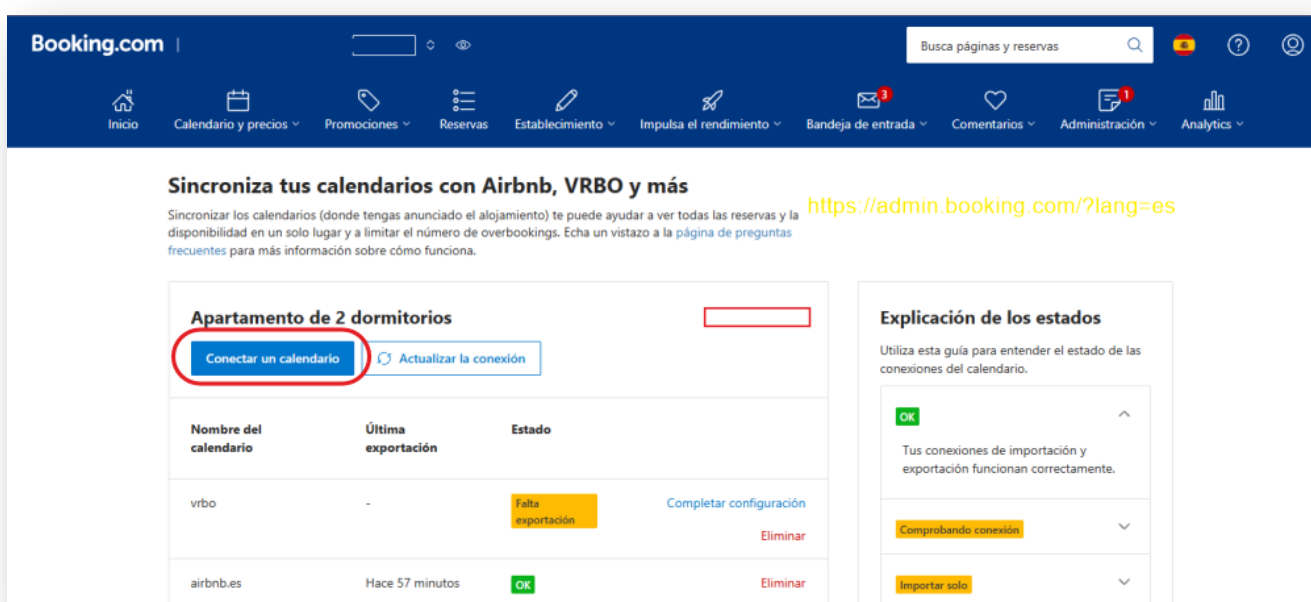 Booking.com
Busca páginas y reservas
Inicio
Calendario y precios
Promociones
Reservas
Establecimiento
Impulsa el rendimiento
3
Bandeja de entrada
Comentarios
1
Administración
Analytics
Sincroniza tus calendarios con Airbnb, VRBO y más
https://admin.booking.com/?lang=es
Sincronizar los calendarios (donde tengas anunciado el alojamiento) te puede ayudar a ver todas las reservas y la
disponibilidad en un solo lugar y a limitar el número de overbookings. Echa un vistazo a la página de preguntas
frecuentes para más información sobre cómo funciona.
Apartamento de 2 dormitorios
Conectar un calendario
Actualizar la conexión
Nombre del
calendario
Última
exportación
Estado
vrbo
-
Falta
exportación
Completar configuración
Eliminar
airbnb.es
Hace 57 minutos
OK
Eliminar
Explicación de los estados
Utiliza esta guía para entender el estado de las
conexiones del calendario.
OK
Tus conexiones de importación y
exportación funcionan correctamente.
Comprobando conexión
Importar solo